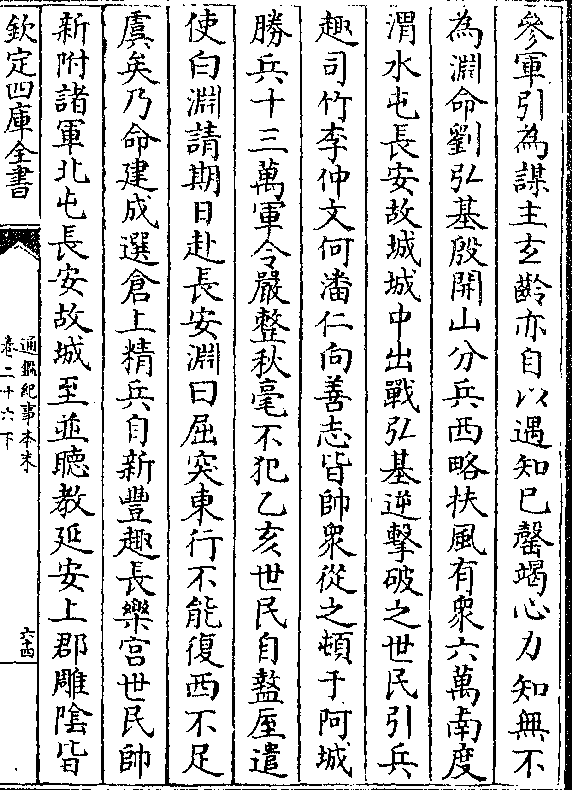 參軍引為謀主玄齡亦自以遇知已罄竭心力知無不
為淵命劉弘基殷開山分兵西略扶風有衆六萬南度
渭水屯長安故城城中出戰弘基逆擊破之世民引兵
趣司竹李仲文何潘仁向善志皆帥衆從之頓于阿城
勝兵十三萬軍令嚴整秋毫不犯乙亥世民自盩厔遣
使白淵請期日赴長安淵曰屈突東行不能復西不足
虞矣乃命建成選倉上精兵自新豐趣長樂宮世民帥
新附諸軍北屯長安故城至並聽教延安上郡雕隂皆
欽定四庫全書
通鑑紀事本末
卷二十六下
六西